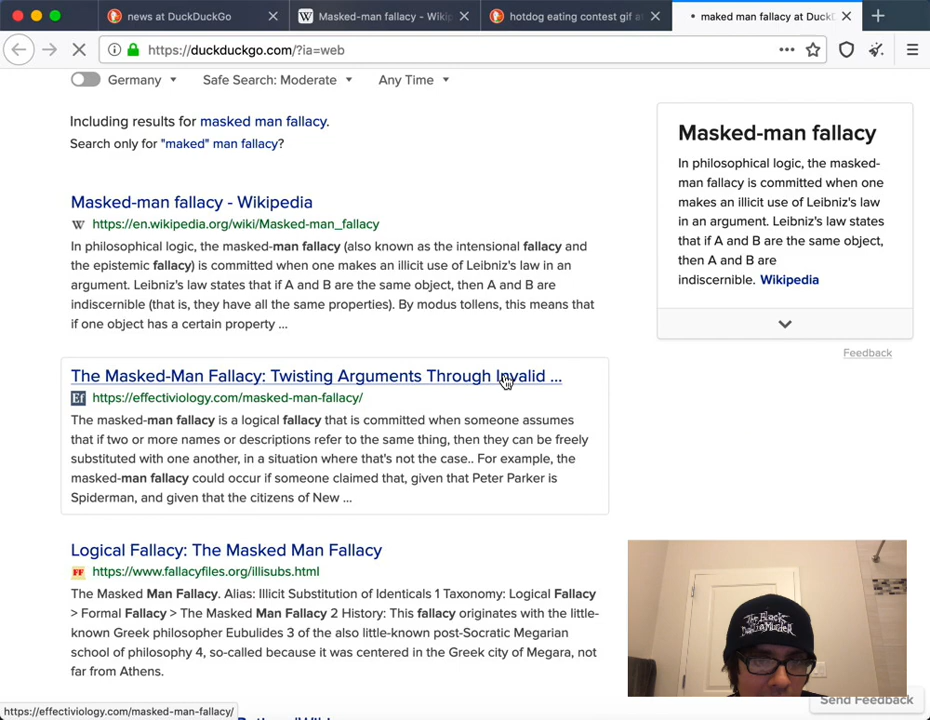 news at DuckDuckGo
Masked-man fallacy - Wikip
hotdog eating contest gif a
maked man fallacy at Duck
https://duckduckgo.com/?ia=web
Germany
Safe Search: Moderate
Any Time
Including results for masked man fallacy.
Search only for "maked" man fallacy?
Masked-man fallacy - Wikipedia
W https://en.wikipedia.org/wiki/Masked-man_fallacy
In philosophical logic, the masked-man fallacy (also known as the intensional fallacy and
the epistemic fallacy) is committed when one makes an illicit use of Leibniz's law in an
argument. Leibniz's law states that if A and B are the same object, then A and B are
indiscernible (that is, they have all the same properties). By modus tollens, this means that
if one object has a certain property ...
The Masked-Man Fallacy: Twisting Arguments Through Invalid ...
Ef https://effectiviology.com/masked-man-fallacy/
The masked-man fallacy is a logical fallacy that is committed when someone assumes
that if two or more names or descriptions refer to the same thing, then they can be freely
substituted with one another, in a situation where that's not the case.. For example, the
masked-man fallacy could occur if someone claimed that, given that Peter Parker is
Spiderman, and given that the citizens of New ...
Logical Fallacy: The Masked Man Fallacy
FF https://www.fallacyfiles.org/illisubs.html
The Masked Man Fallacy. Alias: Illicit Substitution of Identicals 1 Taxonomy: Logical Fallacy
> Formal Fallacy > The Masked Man Fallacy 2 History: This fallacy originates with the little-
known Greek philosopher Eubulides 3 of the also little-known post-Socratic Megarian
school of philosophy 4, so-called because it was centered in the Greek city of Megara, not
far from Athens.
Masked-man fallacy
In philosophical logic, the masked-
man fallacy is committed when one
makes an illicit use of Leibniz's law
in an argument. Leibniz's law states
that if A and B are the same object,
then A and B are
indiscernible. Wikipedia
Feedback
The Black
Dahlia Murder
Send Feedback
https://effectiviology.com/masked-man-fallacy/